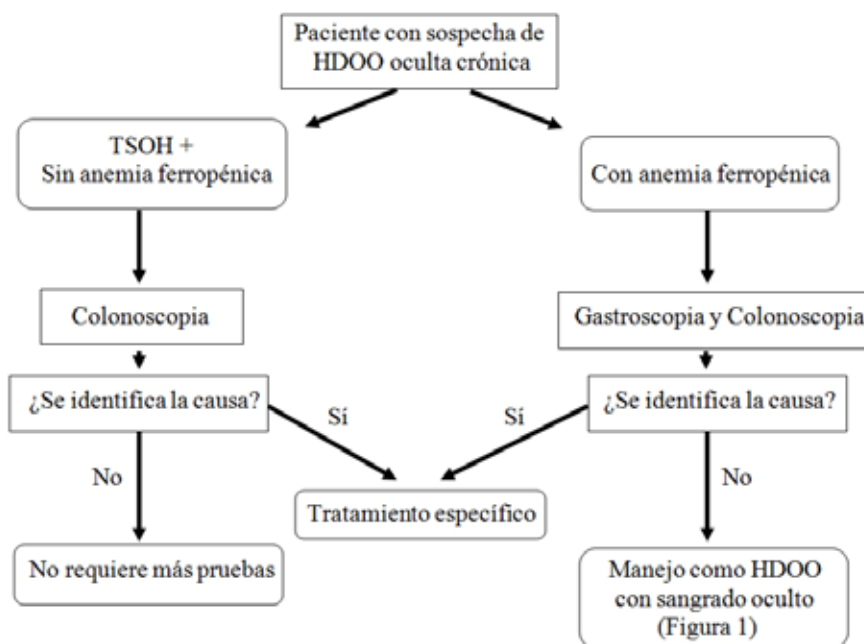 Paciente con sospecha de
HDOO oculta crónica
TSOH +
Sin anemia ferropénica
Con anemia ferropénica
Colonoscopia
Gastroscopia y Colonoscopia
¿Se identifica la causa?
¿Se identifica la causa?
Sí
Sí
No
No
Tratamiento específico
No requiere más pruebas
Manejo como HDOO
con sangrado oculto
(Figura 1)